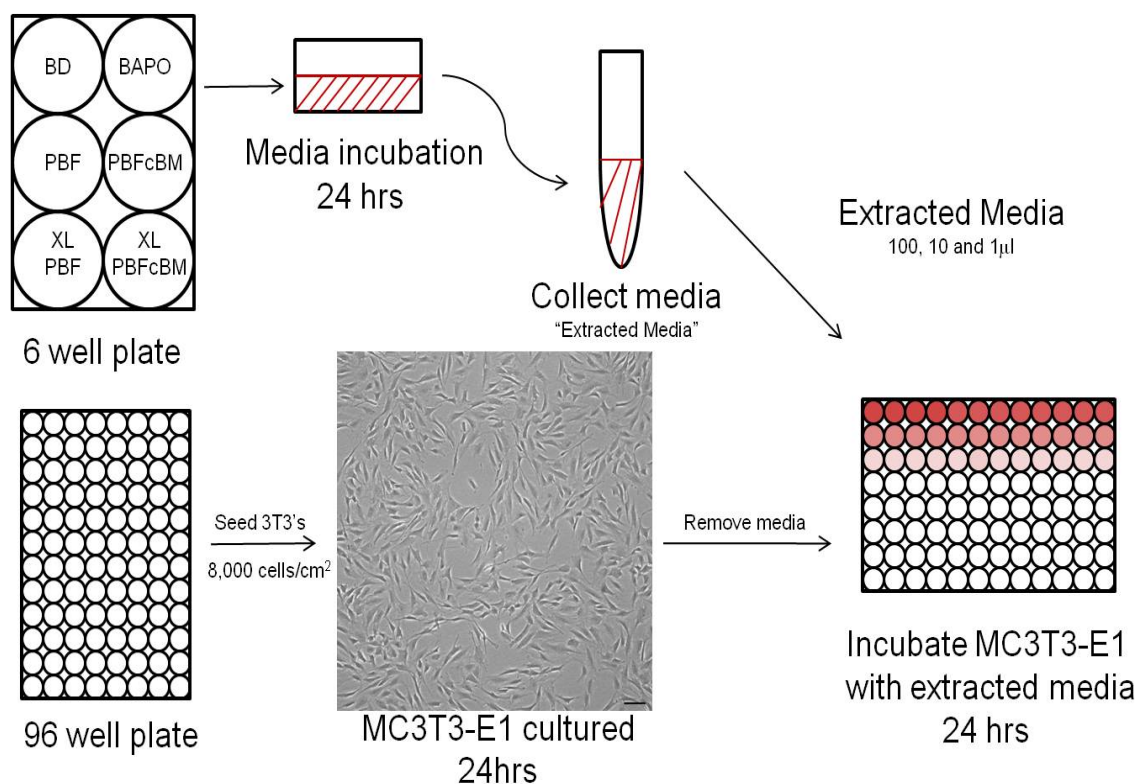 BD
BAPO
PBF
PBFcBM
XL
PBF
XL
PBFcBM
6 well plate
Media incubation
24 hrs
Collect media
“Extracted Media”
Extracted Media
100, 10 and 1µl
96 well plate
Seed 3T3's
8,000 cells/cm²
MC3T3-E1 cultured
24hrs
Remove media
Incubate MC3T3-E1
with extracted media
24 hrs